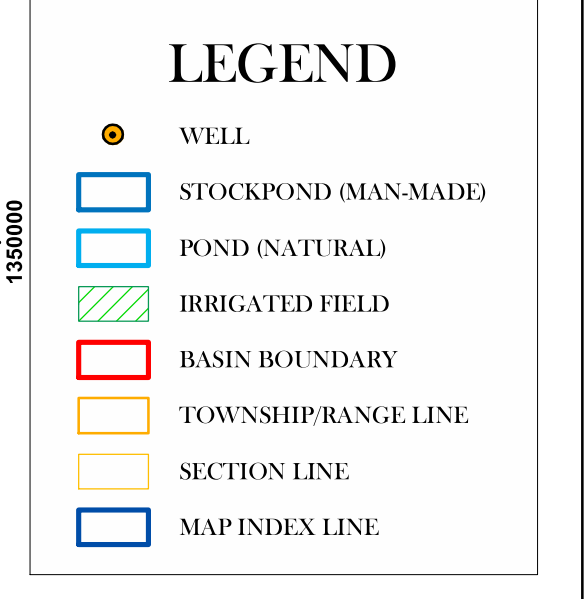 LEGEND
WELL
STOCKPOND (MAN-MADE)
POND (NATURAL)
1350000
IRRIGATED FIELD
BASIN BOUNDARY
TOWNSHIP/RANGE LINE
SECTION LINE
MAP INDEX LINE